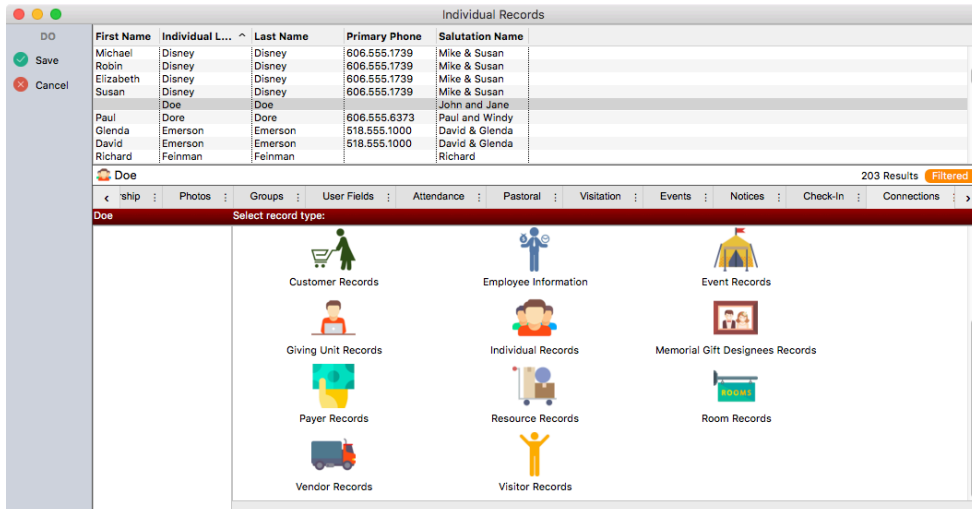 Individual Records
DO
Save
Cancel
First Name Individual L... Last Name Primary Phone Salutation Name
Michael Disney Disney 606.555.1739 Mike & Susan
Robin Disney Disney 606.555.1739 Mike & Susan
Elizabeth Disney Disney 606.555.1739 Mike & Susan
Susan Disney Disney 606.555.1739 Mike & Susan
Doe Doe John and Jane
Paul Dore Dore 606.555.6373 Paul and Windy
Glenda Emerson Emerson 518.555.1000 David & Glenda
David Emerson Emerson 518.555.1000 David & Glenda
Richard Feinman Feinman Richard
Doe 203 Results Filtered
rship Photos Groups User Fields Attendance Pastoral Visitation Events Notices Check-In Connections
Doe Select record type:
Customer Records Employee Information Event Records
Giving Unit Records Individual Records Memorial Gift Designees Records
ROOMS
Payer Records Resource Records Room Records
Vendor Records Visitor Records